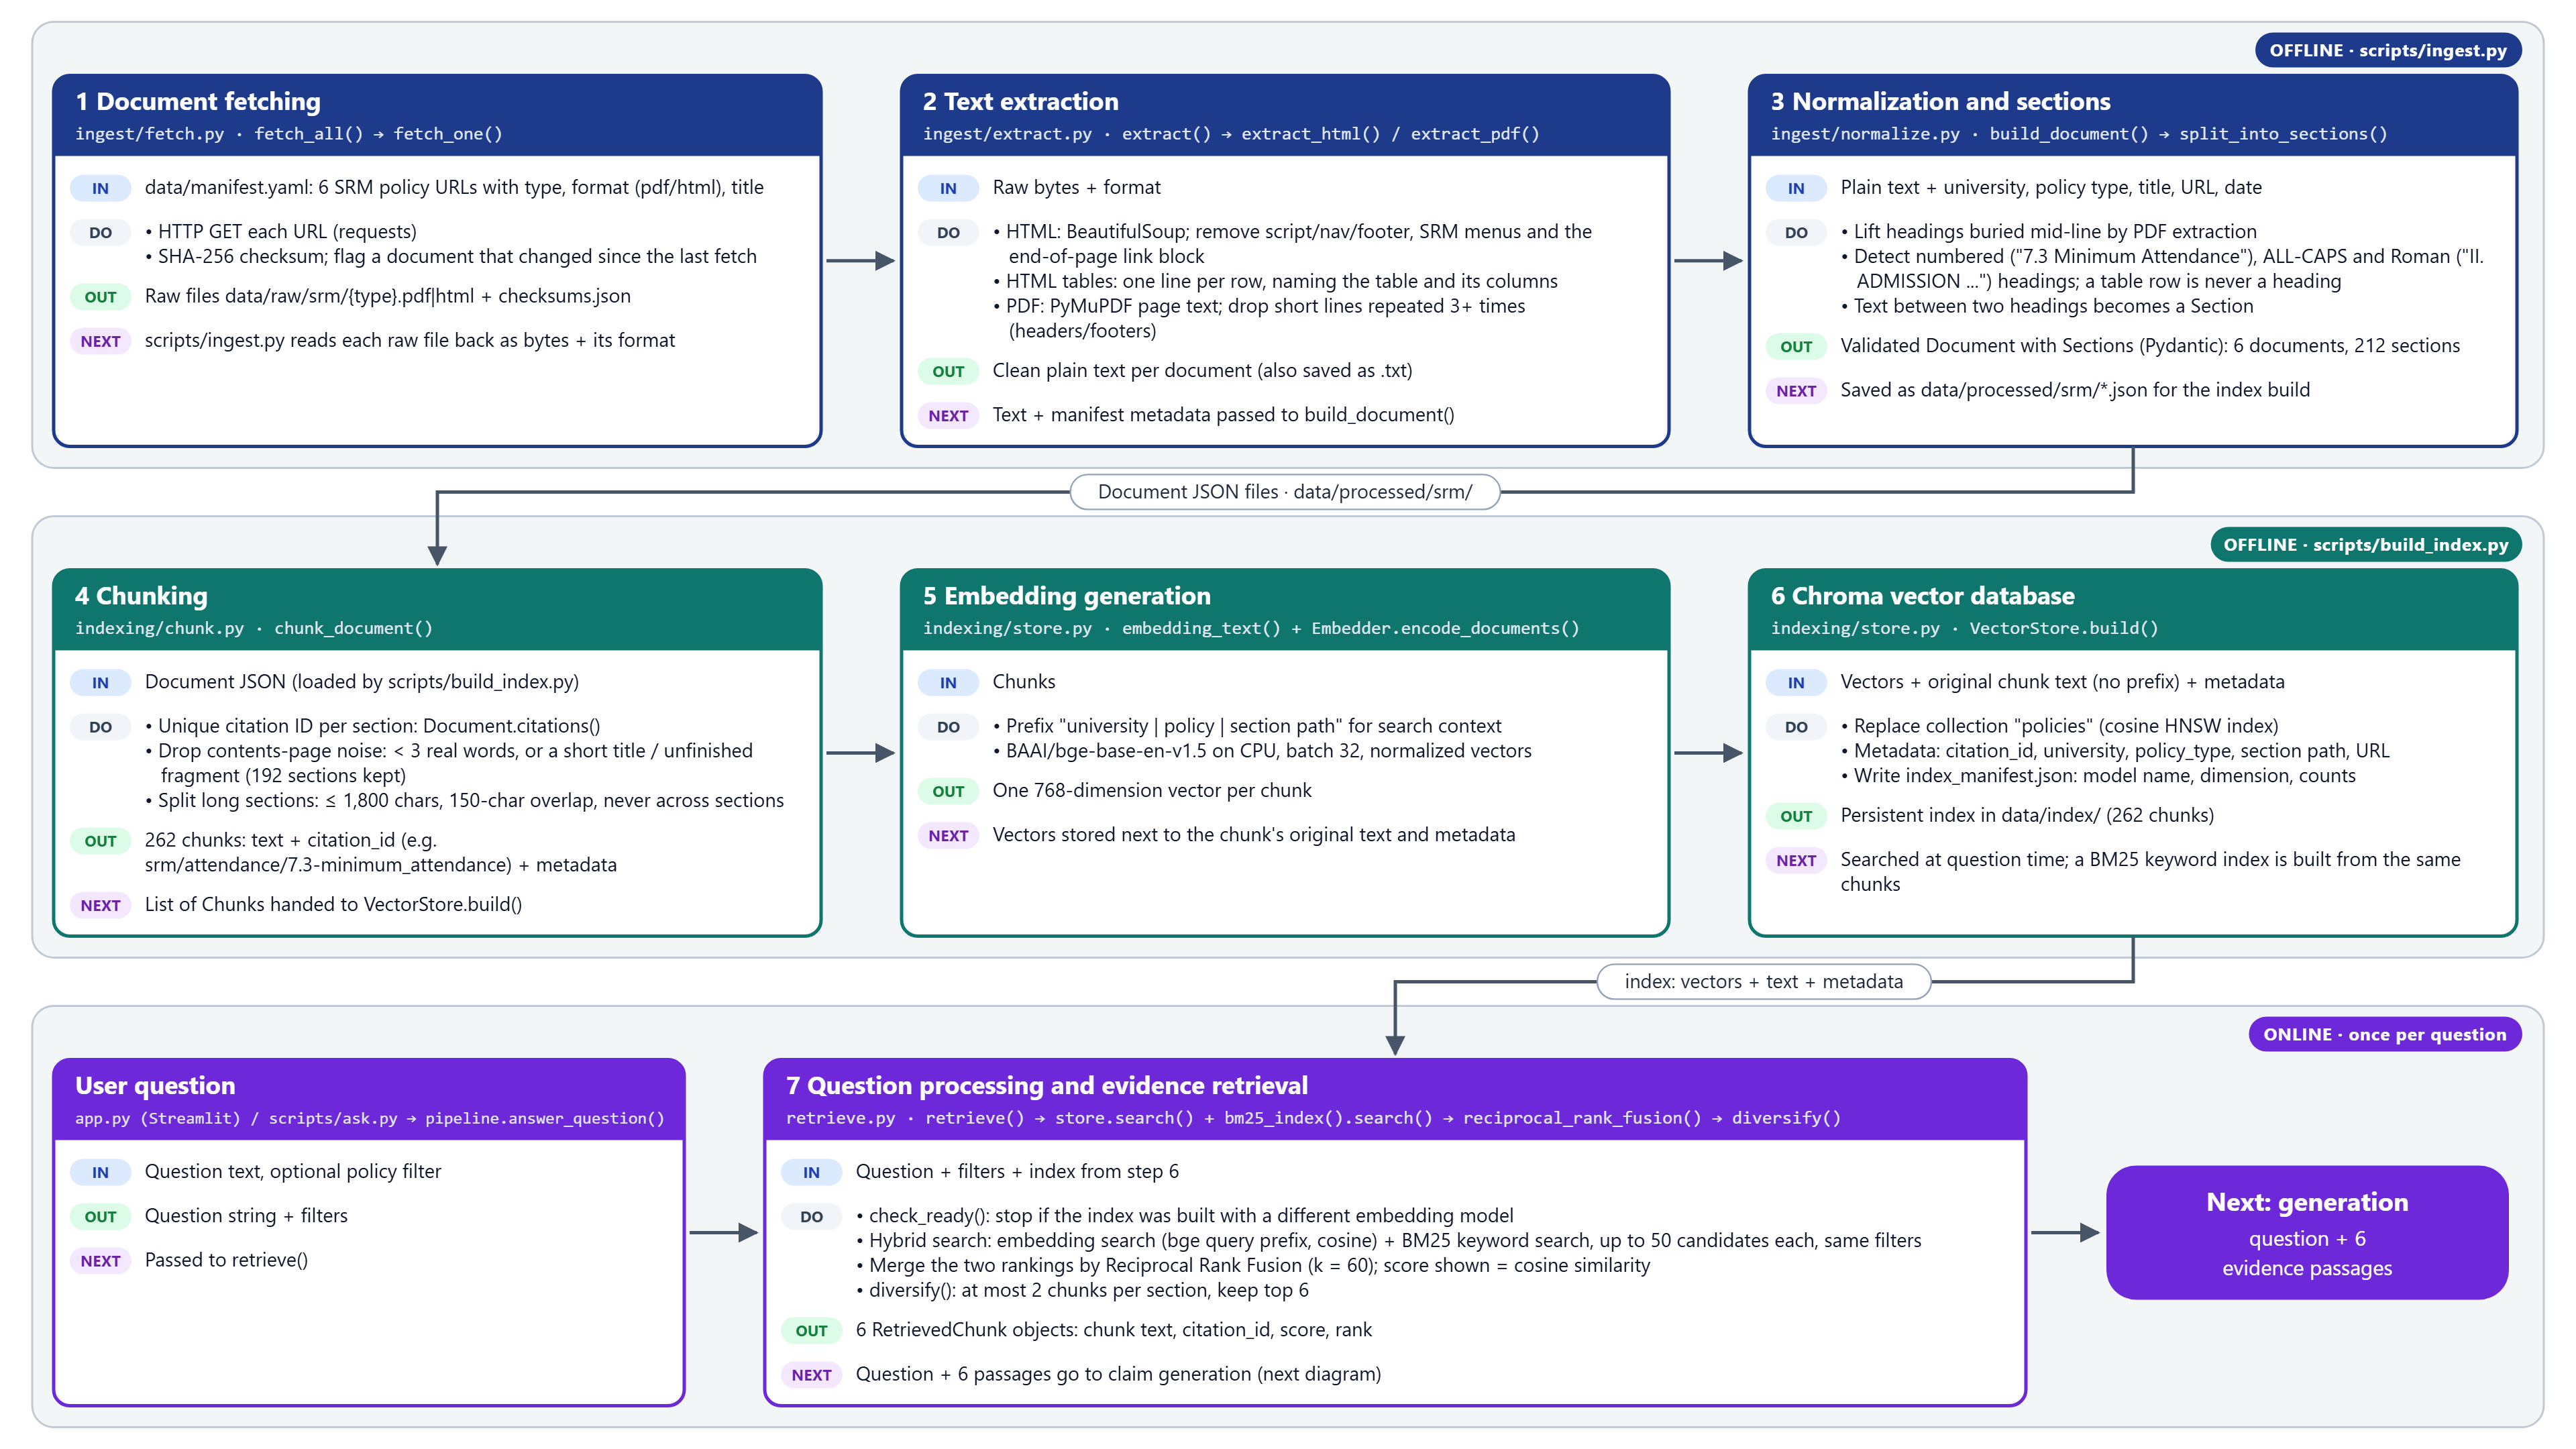 OFFLINE · scripts/ingest.py
1 Document fetching
ingest/fetch.py · fetch_all() → fetch_one()
IN data/manifest.yaml: 6 SRM policy URLs with type, format (pdf/html), title
DO • HTTP GET each URL (requests)
• SHA-256 checksum; flag a document that changed since the last fetch
OUT Raw files data/raw/srm/{type}.pdf|html + checksums.json
NEXT scripts/ingest.py reads each raw file back as bytes + its format
2 Text extraction
ingest/extract.py · extract() → extract_html() / extract_pdf()
IN Raw bytes + format
DO • HTML: BeautifulSoup; remove script/nav/footer, SRM menus and the
end-of-page link block
• HTML tables: one line per row, naming the table and its columns
• PDF: PyMuPDF page text; drop short lines repeated 3+ times
(headers/footers)
OUT Clean plain text per document (also saved as .txt)
NEXT Text + manifest metadata passed to build_document()
3 Normalization and sections
ingest/normalize.py · build_document() → split_into_sections()
IN Plain text + university, policy type, title, URL, date
DO • Lift headings buried mid-line by PDF extraction
• Detect numbered ("7.3 Minimum Attendance"), ALL-CAPS and Roman ("II.
ADMISSION ...") headings; a table row is never a heading
• Text between two headings becomes a Section
OUT Validated Document with Sections (Pydantic): 6 documents, 212 sections
NEXT Saved as data/processed/srm/*.json for the index build
Document JSON files · data/processed/srm/
OFFLINE · scripts/build_index.py
4 Chunking
indexing/chunk.py · chunk_document()
IN Document JSON (loaded by scripts/build_index.py)
DO • Unique citation ID per section: Document.citations()
• Drop contents-page noise: < 3 real words, or a short title / unfinished
fragment (192 sections kept)
• Split long sections: ≤ 1,800 chars, 150-char overlap, never across sections
OUT 262 chunks: text + citation_id (e.g.
srm/attendance/7.3-minimum_attendance) + metadata
NEXT List of Chunks handed to VectorStore.build()
5 Embedding generation
indexing/store.py · embedding_text() + Embedder.encode_documents()
IN Chunks
DO • Prefix "university | policy | section path" for search context
• BAAI/bge-base-en-v1.5 on CPU, batch 32, normalized vectors
OUT One 768-dimension vector per chunk
NEXT Vectors stored next to the chunk's original text and metadata
6 Chroma vector database
indexing/store.py · VectorStore.build()
IN Vectors + original chunk text (no prefix) + metadata
DO • Replace collection "policies" (cosine HNSW index)
• Metadata: citation_id, university, policy_type, section path, URL
• Write index_manifest.json: model name, dimension, counts
OUT Persistent index in data/index/ (262 chunks)
NEXT Searched at question time; a BM25 keyword index is built from the same
chunks
index: vectors + text + metadata
ONLINE · once per question
User question
app.py (Streamlit) / scripts/ask.py → pipeline.answer_question()
IN Question text, optional policy filter
OUT Question string + filters
NEXT Passed to retrieve()
7 Question processing and evidence retrieval
retrieve.py · retrieve() → store.search() + bm25_index().search() → reciprocal_rank_fusion() → diversify()
IN Question + filters + index from step 6
DO • check_ready(): stop if the index was built with a different embedding model
• Hybrid search: embedding search (bge query prefix, cosine) + BM25 keyword search, up to 50 candidates each, same filters
• Merge the two rankings by Reciprocal Rank Fusion (k = 60); score shown = cosine similarity
• diversify(): at most 2 chunks per section, keep top 6
OUT 6 RetrievedChunk objects: chunk text, citation_id, score, rank
NEXT Question + 6 passages go to claim generation (next diagram)
Next: generation
question + 6
evidence passages